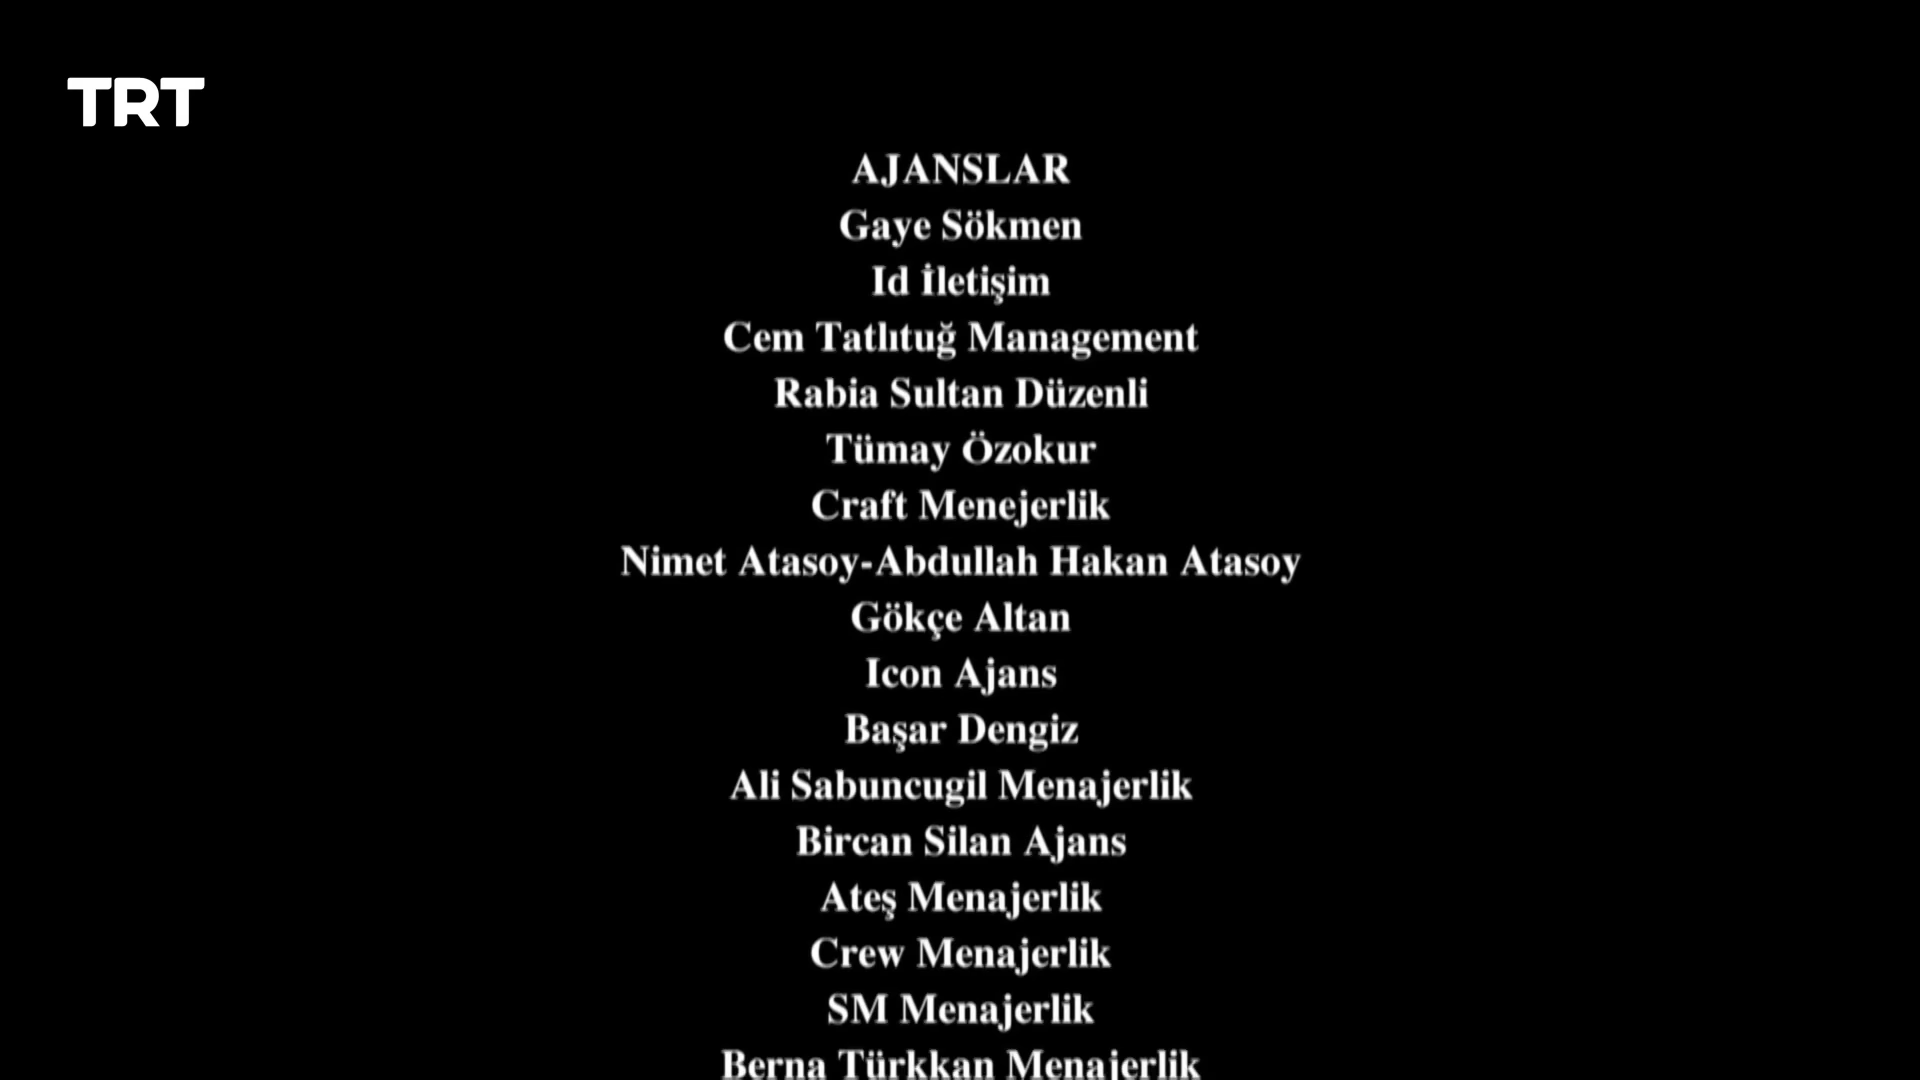 TRT
AJANSLAR
Gaye Sökmen
Id İletişim
Cem Tatlıtuğ Management
Rabia Sultan Düzenli
Tümay Özokur
Craft Menejerlik
Nimet Atasoy-Abdullah Hakan Atasoy
Gökçe Altan
Icon Ajans
Başar Dengiz
Ali Sabuncugil Menajerlik
Bircan Silan Ajans
Ateş Menajerlik
Crew Menajerlik
SM Menajerlik
Berna Türkkan Menajerlik